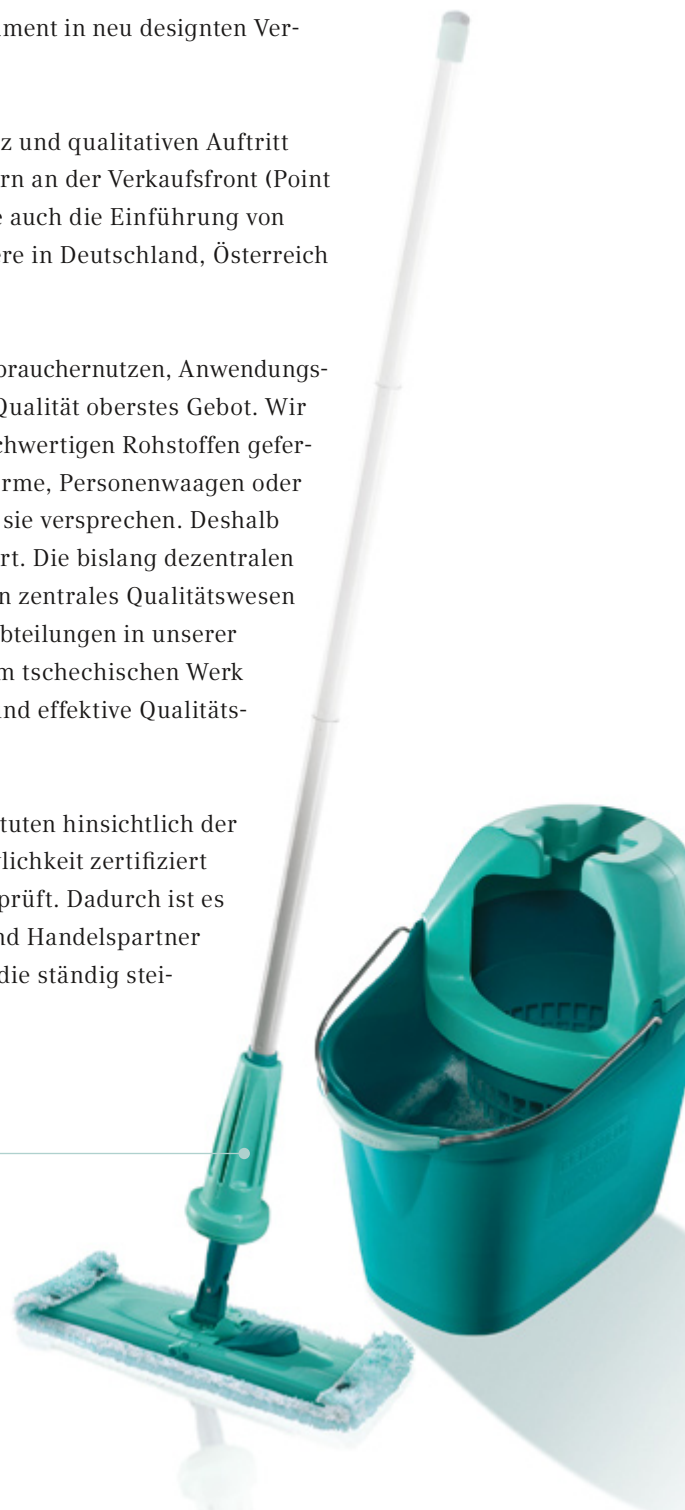 ment in neu designten Ver-
z und qualitativen Auftritt
rn an der Verkaufsfront (Point
e auch die Einführung von
ere in Deutschland, Österreich
brauchernutzen, Anwendungs-
Qualität oberstes Gebot. Wir
chwertigen Rohstoffen gefer-
rme, Personenwaagen oder
sie versprechen. Deshalb
rt. Die bislang dezentralen
n zentrales Qualitätswesen
bteilungen in unserer
m tschechischen Werk
und effektive Qualitäts-
tuten hinsichtlich der
lichkeit zertifiziert
prüft. Dadurch ist es
nd Handelspartner
die ständig stei-